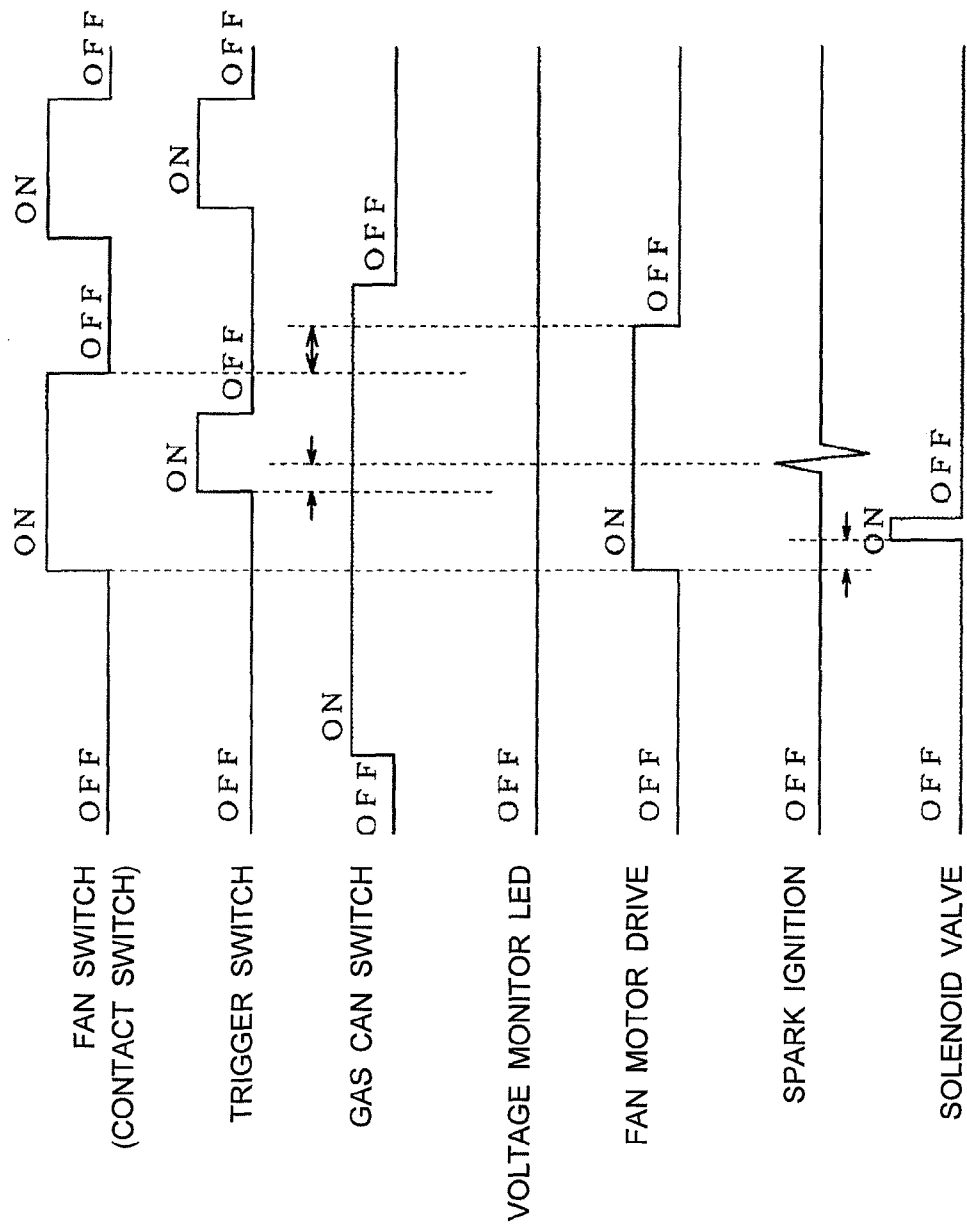 FAN SWITCH
(CONTACT SWITCH)
OFF
ON
OFF
ON
OFF
TRIGGER SWITCH
OFF
ON
OFF
ON
OFF
GAS CAN SWITCH
OFF
ON
OFF
VOLTAGE MONITOR LED
OFF
FAN MOTOR DRIVE
OFF
ON
OFF
SPARK IGNITION
OFF
SOLENOID VALVE
OFF
ON
OFF